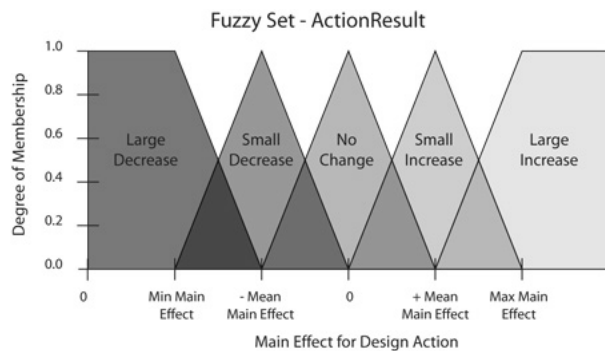 Fuzzy Set - ActionResult
Degree of Membership
1.0
0.8
0.6
0.4
0.2
0.0
Large
Decrease
Small
Decrease
No
Change
Small
Increase
Large
Increase
0
Min Main
Effect
- Mean
Main Effect
0
+ Mean
Main Effect
Max Main
Effect
Main Effect for Design Action